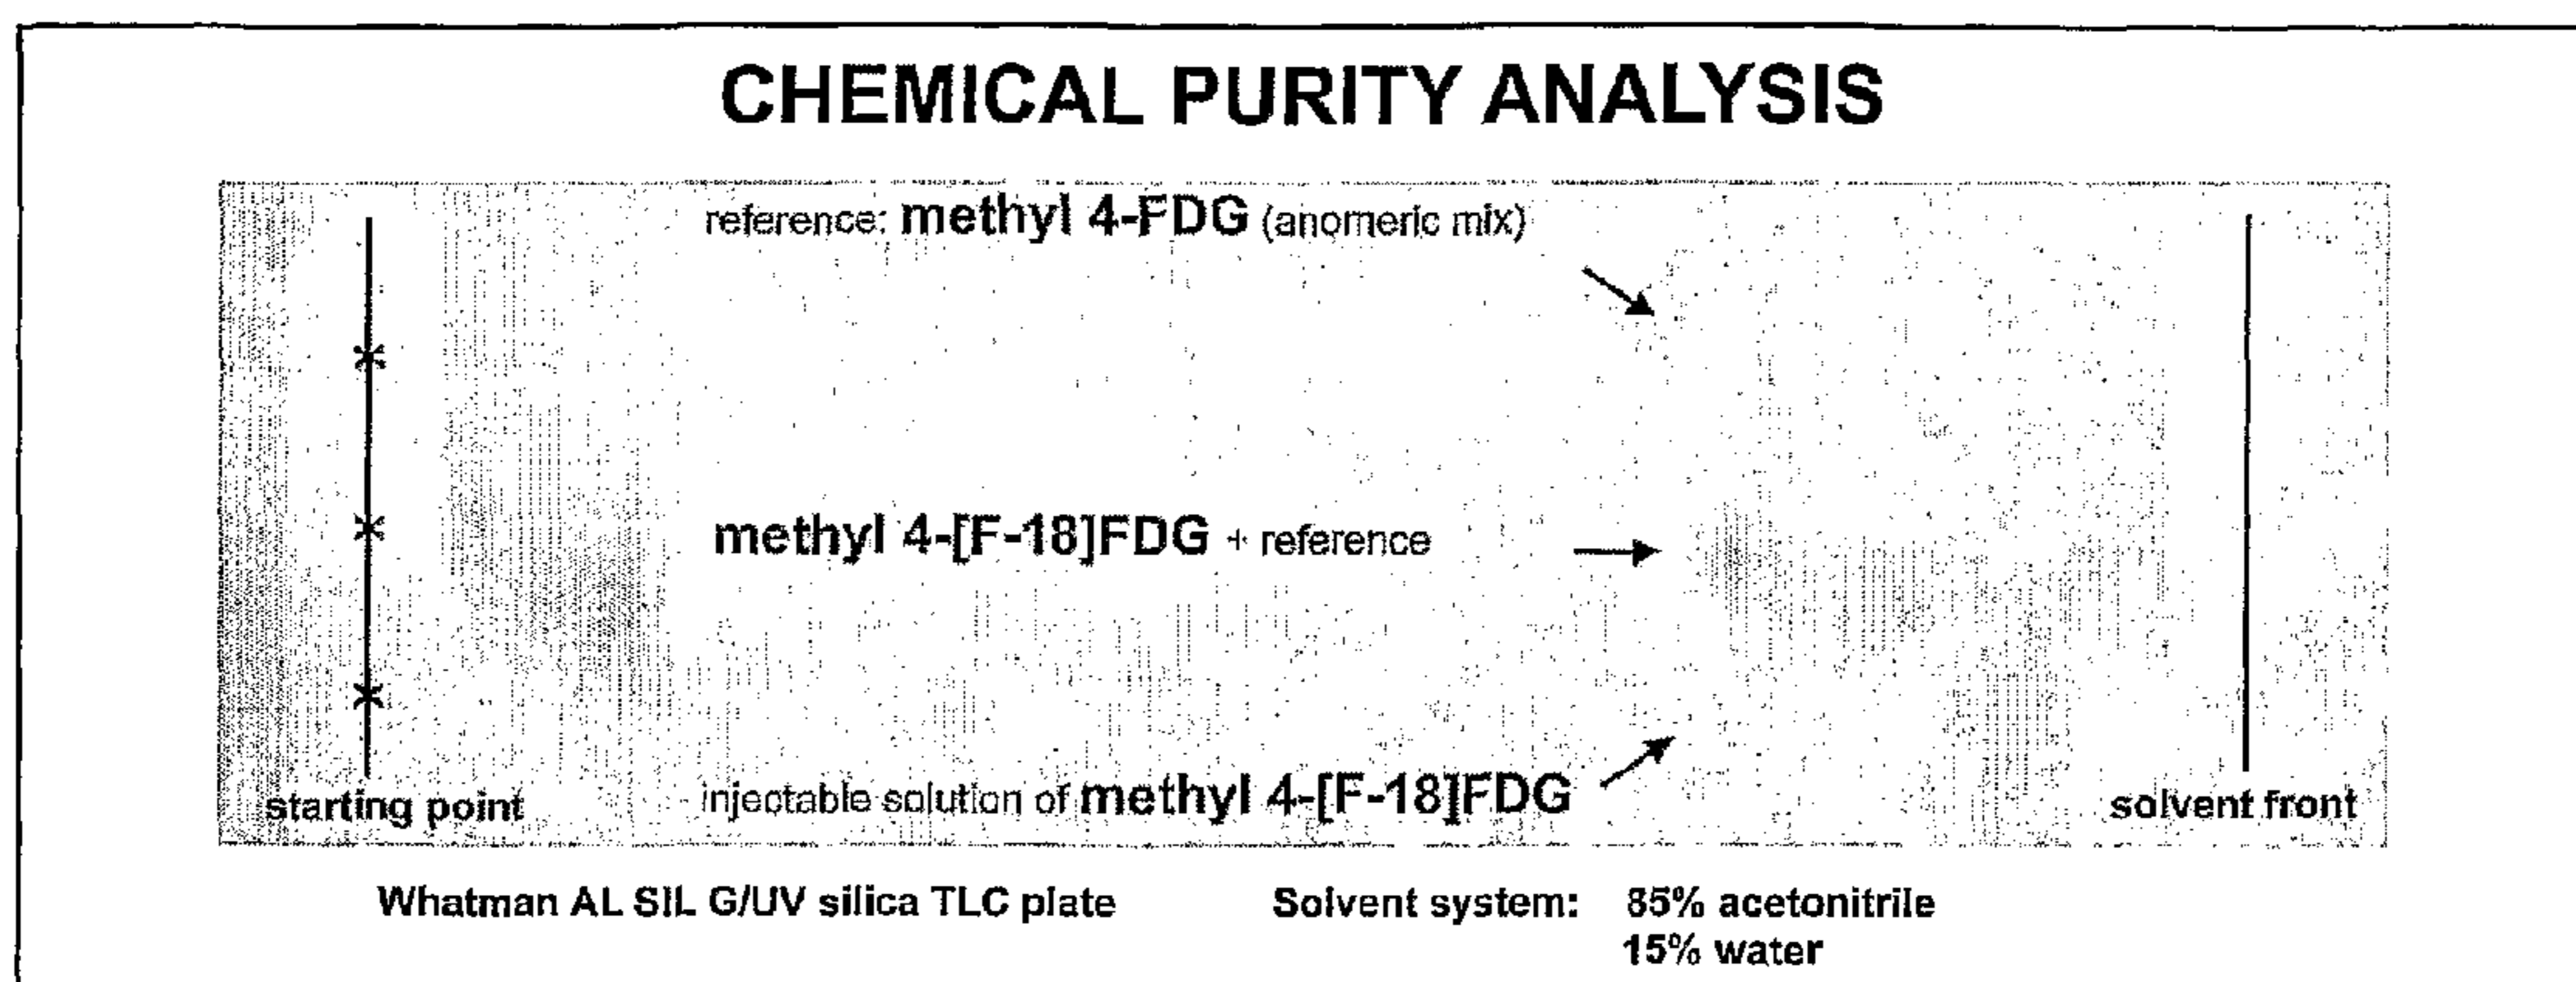 CHEMICAL PURITY ANALYSIS
reference: methyl 4-FDG (anomeric mix)
methyl 4-[F-18]FDG + reference
injectable solution of methyl 4-[F-18]FDG
starting point
solvent front
Whatman AL SIL G/UV silica TLC plate
Solvent system: 85% acetonitrile
15% water